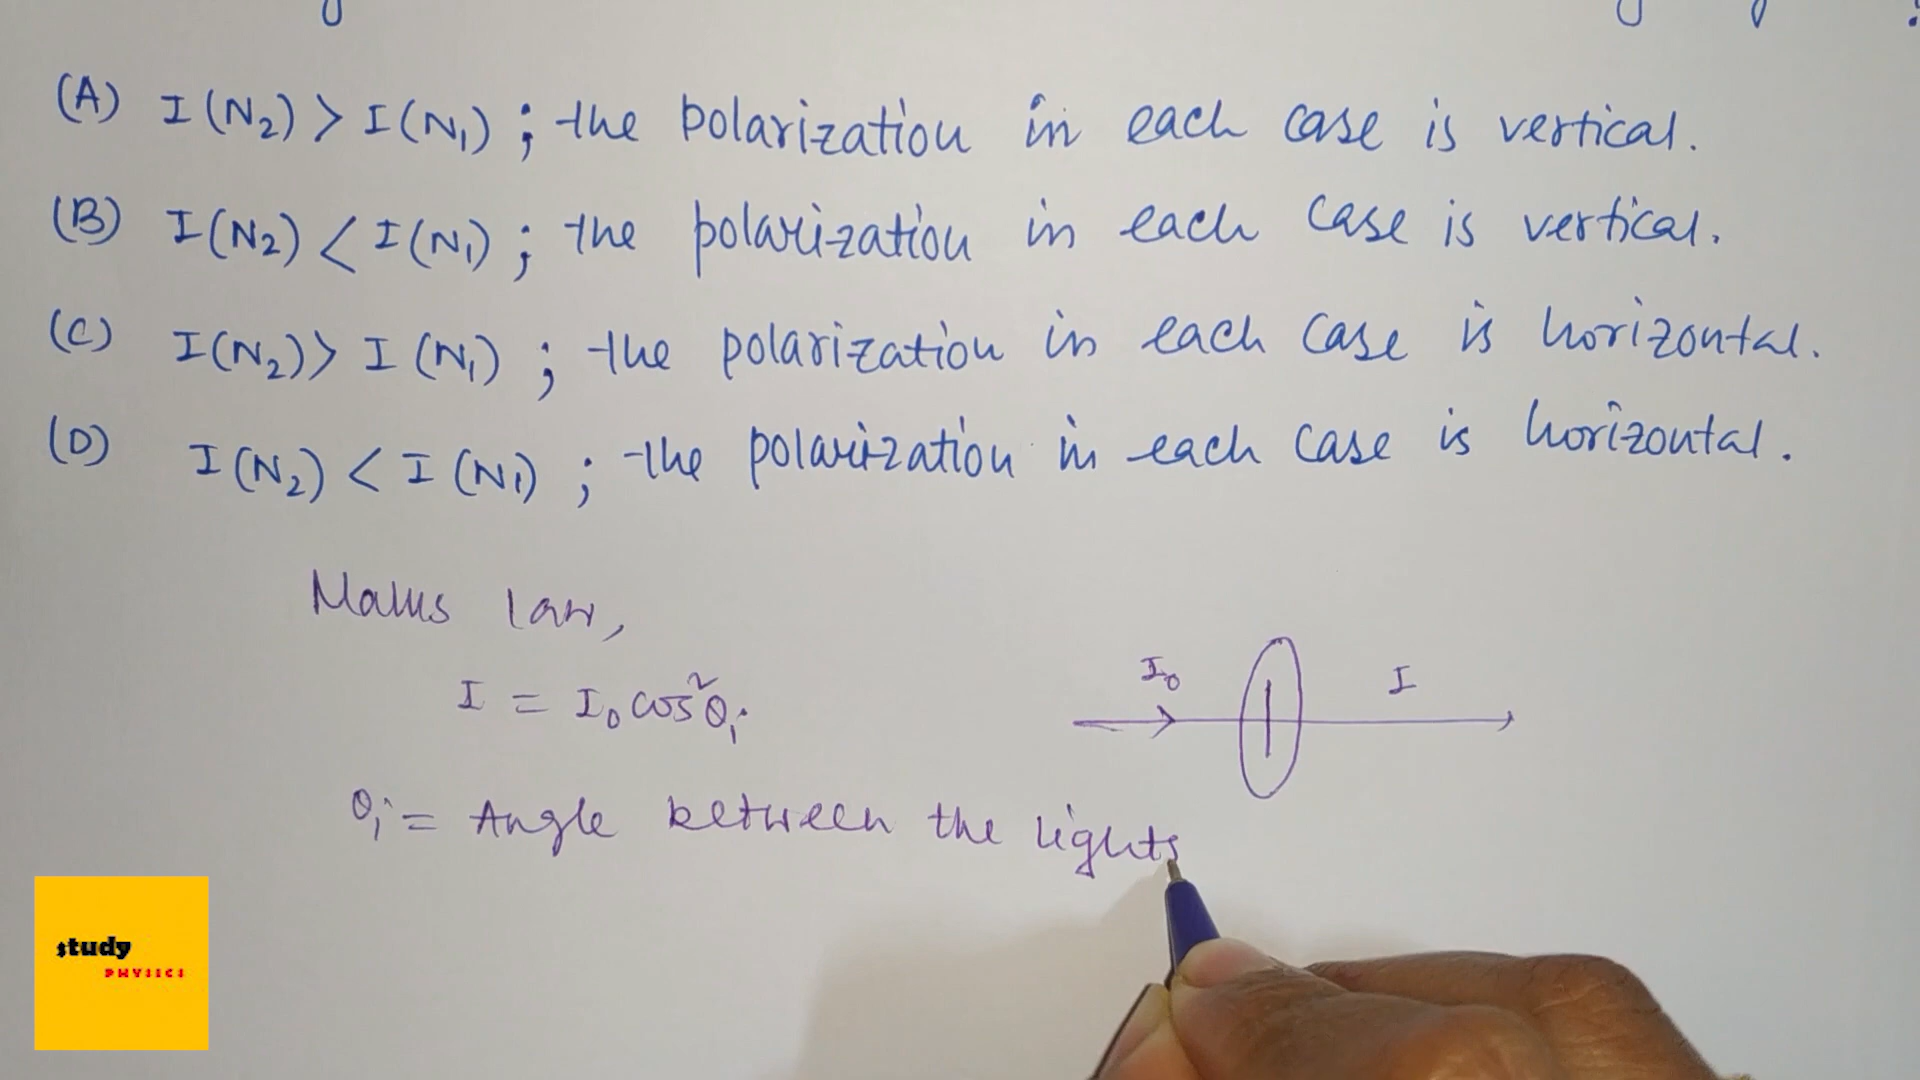 (A) I(N₂) > I(N₁) ; the polarization in each case is vertical.
(B) I(N₂) < I(N₁) ; the polarization in each case is vertical.
(C) I(N₂) > I(N₁) ; the polarization in each case is horizontal.
(D) I(N₂) < I(N₁) ; the polarization in each case is horizontal.
Malus law,
I = I₀ cos²θᵢ
I₀ I
θᵢ = Angle between the lights
study
PHYSICS